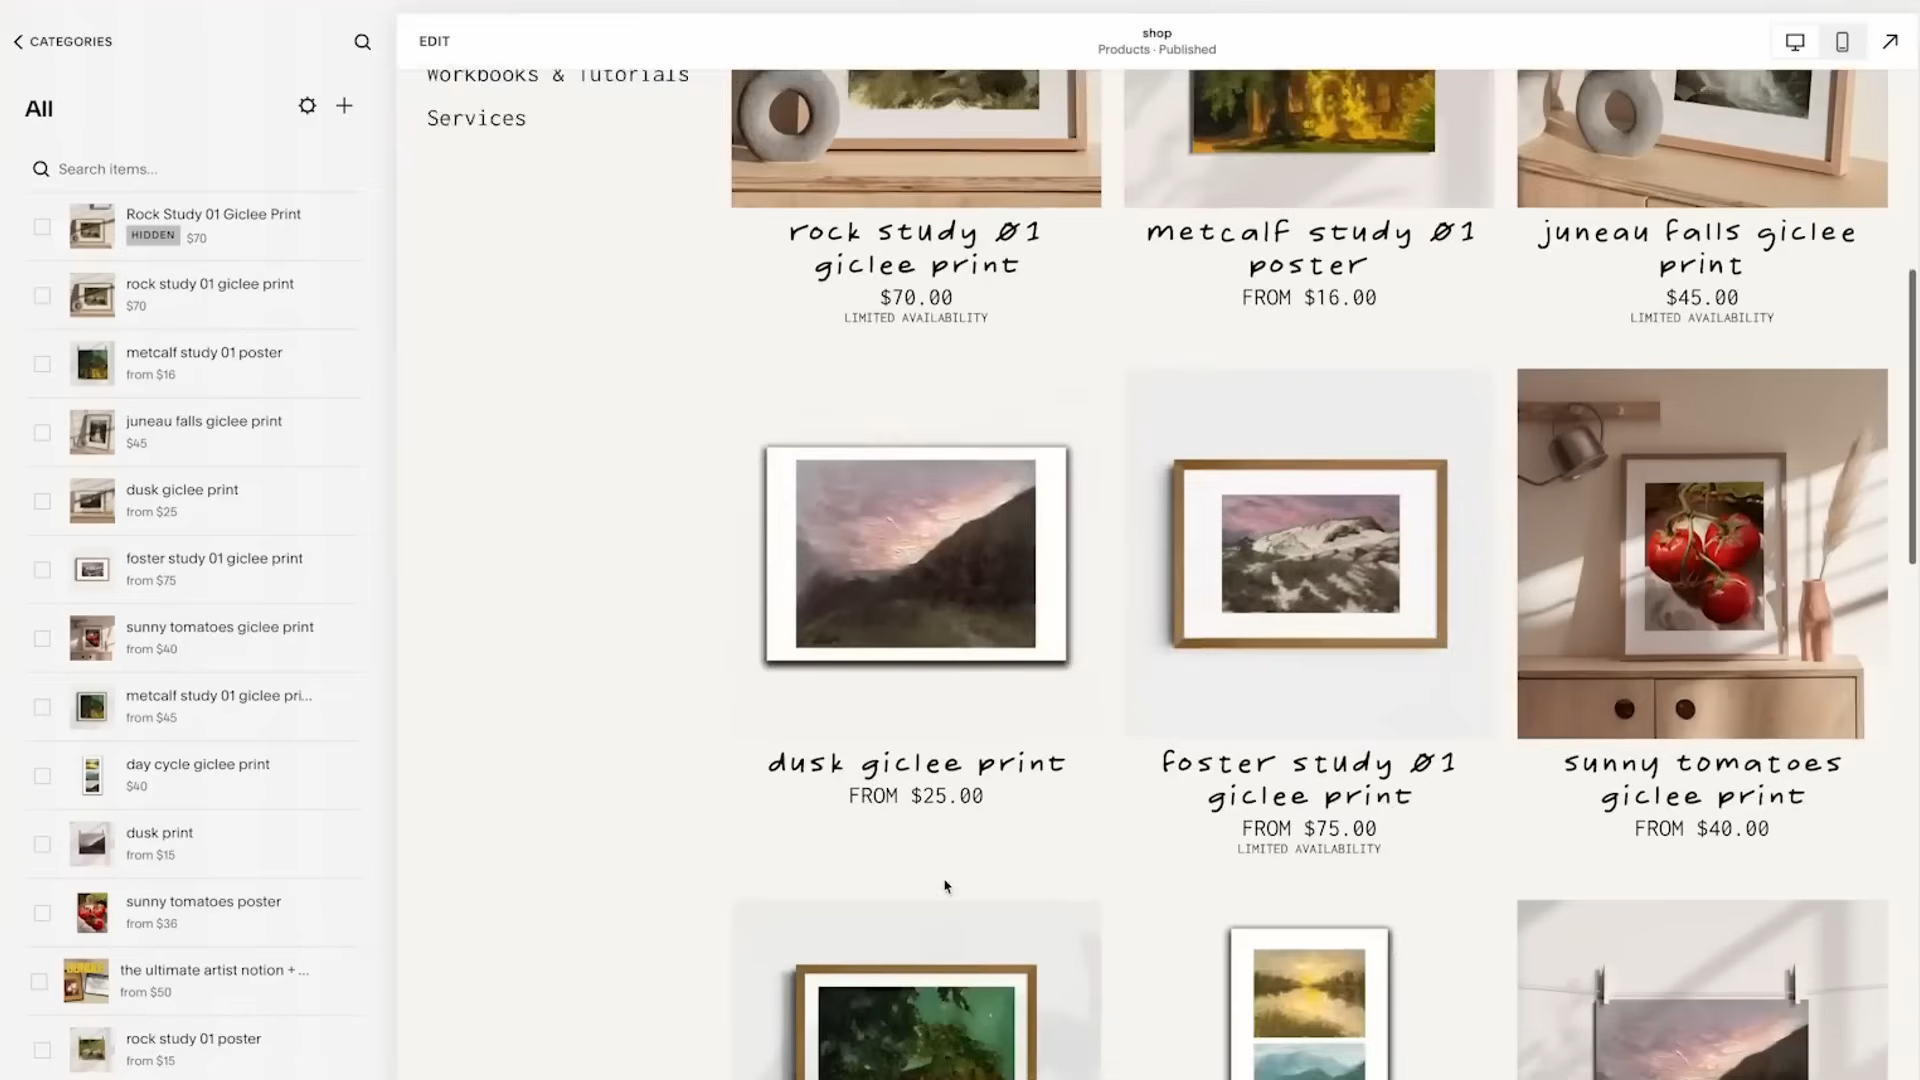 CATEGORIES
All
Search items...
Rock Study 01 Giclee Print
HIDDEN $70
rock study 01 giclee print
$70
metcalf study 01 poster
from $16
juneau falls giclee print
$45
dusk giclee print
from $25
foster study 01 giclee print
from $75
sunny tomatoes giclee print
from $40
metcalf study 01 giclee pri...
from $45
day cycle giclee print
$40
dusk print
from $15
sunny tomatoes poster
from $36
the ultimate artist notion + ...
from $50
rock study 01 poster
from $15
EDIT
shop
Products · Published
Workbooks & Tutorials
Services
rock study 01
giclee print
$70.00
LIMITED AVAILABILITY
metcalf study 01
poster
FROM $16.00
juneau falls giclee
print
$45.00
LIMITED AVAILABILITY
dusk giclee print
FROM $25.00
foster study 01
giclee print
FROM $75.00
LIMITED AVAILABILITY
sunny tomatoes
giclee print
FROM $40.00